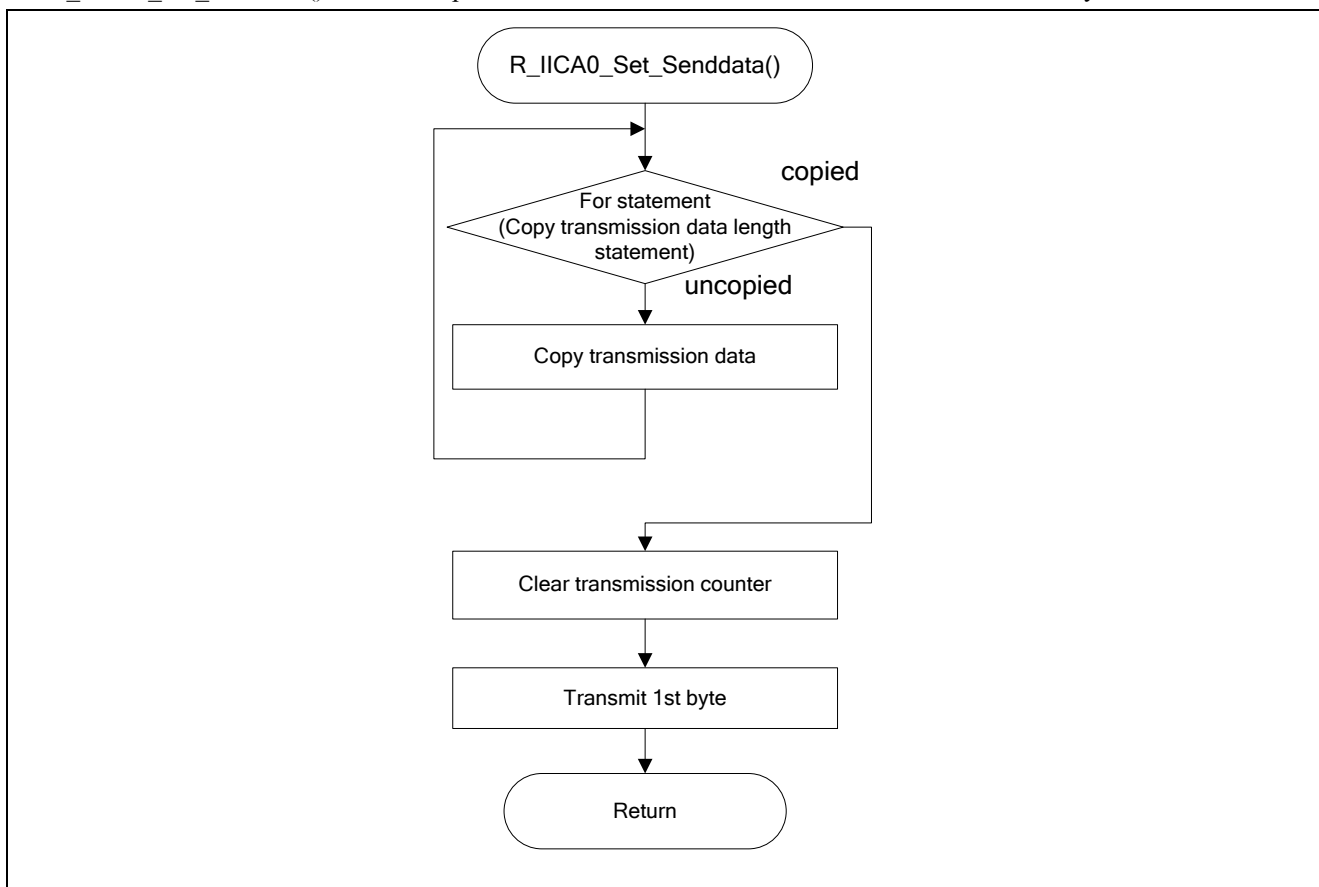 R_IICA0_Set_Senddata()
copied
For statement
(Copy transmission data length
statement)
uncopied
Copy transmission data
Clear transmission counter
Transmit 1st byte
Return